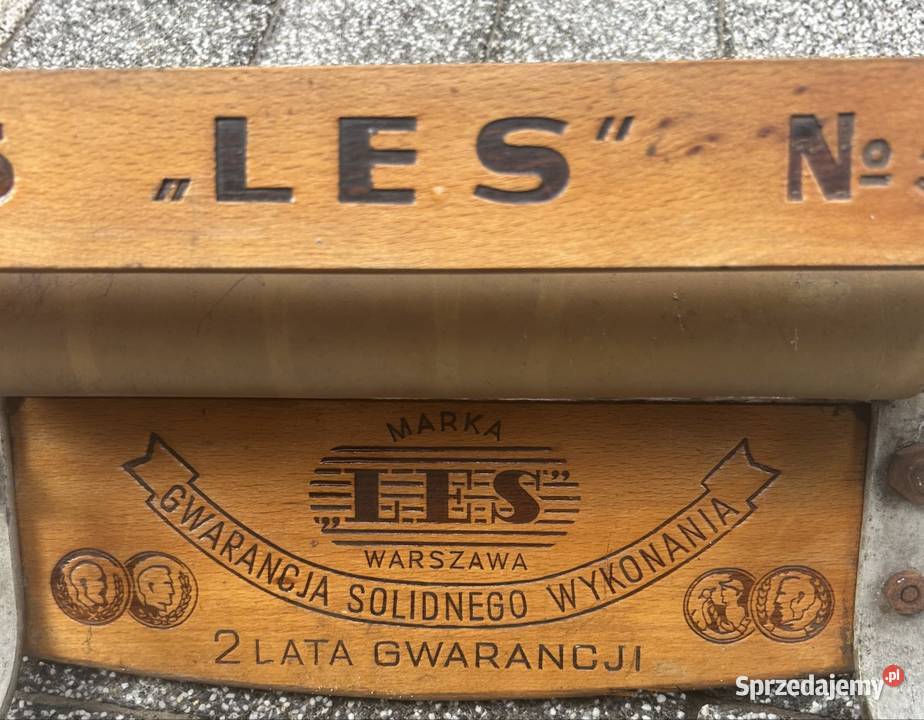 „LES” №
MARKA
„LES”
WARSZAWA
GWARANCJA SOLIDNEGO WYKONANIA
2 LATA GWARANCJI
Sprzedajemy.pl